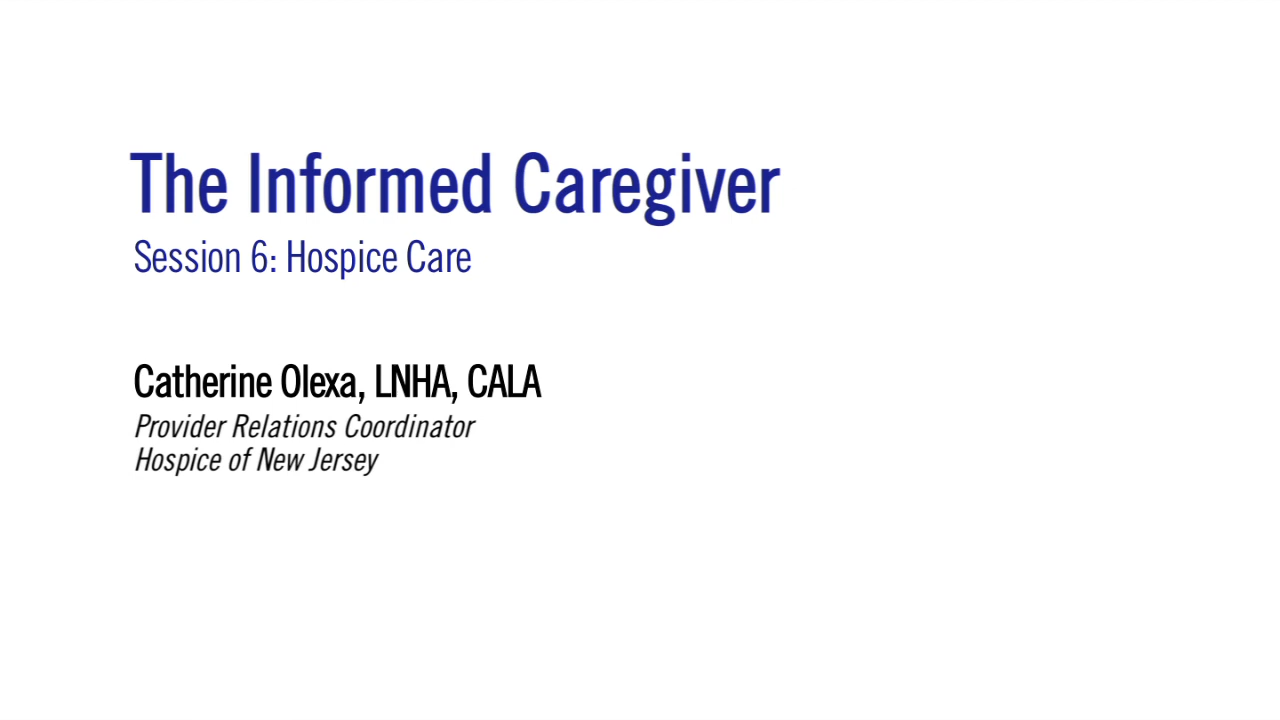 The Informed Caregiver
Session 6: Hospice Care
Catherine Olexa, LNHA, CALA
Provider Relations Coordinator
Hospice of New Jersey